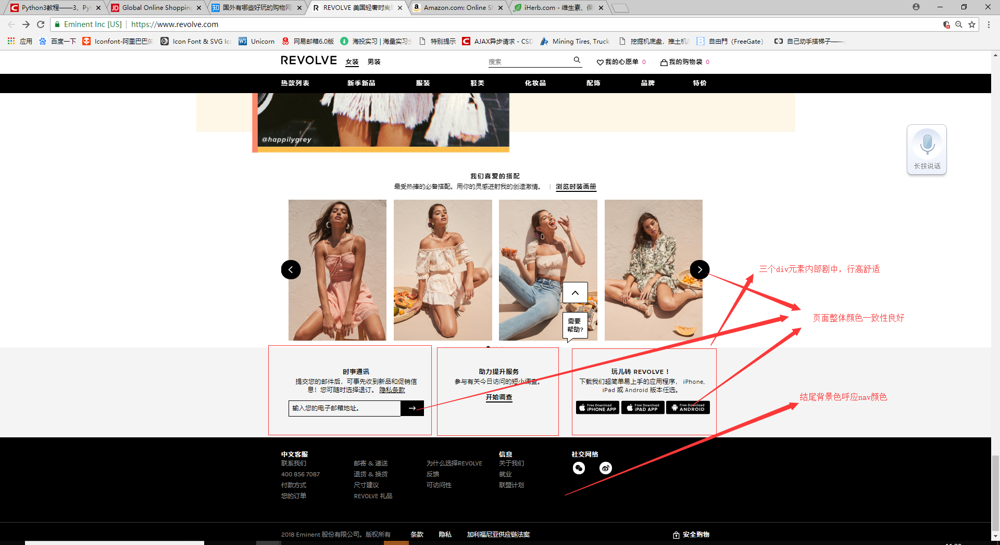 Python3教程——3、Pyt
Global Online Shopping
国外有哪些好玩的购物网
REVOLVE 美国轻奢时尚
Amazon.com: Online Sh
iHerb.com - 维生素、保
Eminent Inc [US] https://www.revolve.com
应用 百度一下 Iconfont-阿里巴巴矢 Icon Font & SVG Ic Unicorn 网易邮箱6.0版 海投实习 | 海量实习生 特别提示 AJAX异步请求 - CSD Mining Tires, Truck 挖掘机底盘，推土机 自由門（FreeGate） 自己动手搭梯子——
REVOLVE 女装 男装 搜索 我的心愿单 0 我的购物袋 0
热款列表 新季新品 服装 鞋类 化妆品 配饰 品牌 特价
@happilygrey
长按说话
我们喜爱的搭配
最受热捧的必备搭配。用你的灵感迸射我的创造激情。 | 浏览时装画册
三个div元素内部剧中，行高舒适
页面整体颜色一致性良好
需要
帮助?
时亊通讯
提交您的邮件后，可事先收到新品和促销信
息！您可随时选择退订。 隐私条款
输入您的电子邮箱地址。
助力提升服务
参与有关今日访问的短小调查。
开始调查
玩儿转 REVOLVE！
下载我们超简单易上手的应用程序， iPhone,
iPad 或 Android 版本任选。
Free Download
iPHONE APP
Free Download
iPAD APP
Free Download
ANDROID
结尾背景色呼应nav颜色
中文客服 信息 社交网络
联系我们 邮寄 & 递送 为什么选择REVOLVE 关于我们
400 856 7087 退货 & 换货 反馈 就业
付款方式 尺寸建议 可访问性 联盟计划
您的订单 REVOLVE 礼品
2018 Eminent 股份有限公司。版权所有 条款 隐私 加利福尼亚供应链法案 安全购物